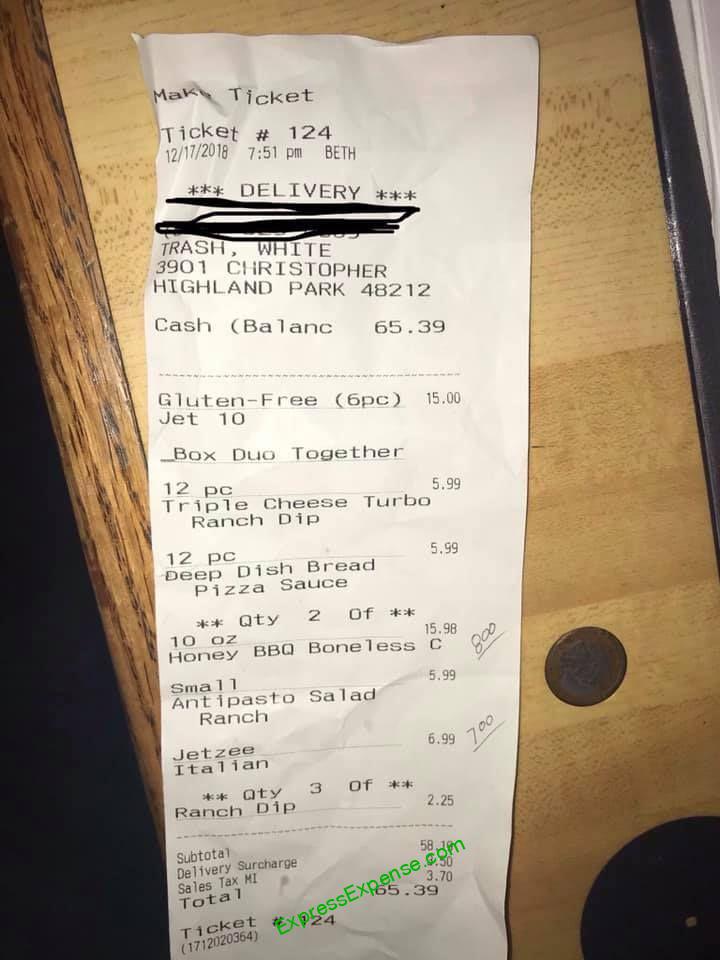 Make Ticket
Ticket # 124
12/17/2018 7:51 pm BETH
*** DELIVERY ***
TRASH, WHITE
3901 CHRISTOPHER
HIGHLAND PARK 48212
Cash (Balanc 65.39
Gluten-Free (6pc) 15.00
Jet 10
_Box Duo Together
12 pc 5.99
Triple Cheese Turbo
Ranch Dip
12 pc 5.99
Deep Dish Bread
Pizza Sauce
** Qty 2 Of **
10 oz 15.98
Honey BBQ Boneless C 800
Small 5.99
Antipasto Salad
Ranch
Jetzee 6.99 700
Italian
** Qty 3 Of **
Ranch Dip 2.25
Subtotal 58.19
Delivery Surcharge 3.50
Sales Tax MI 3.70
Total 65.39
Ticket # 124
(1712020364)
ExpressExpense.com